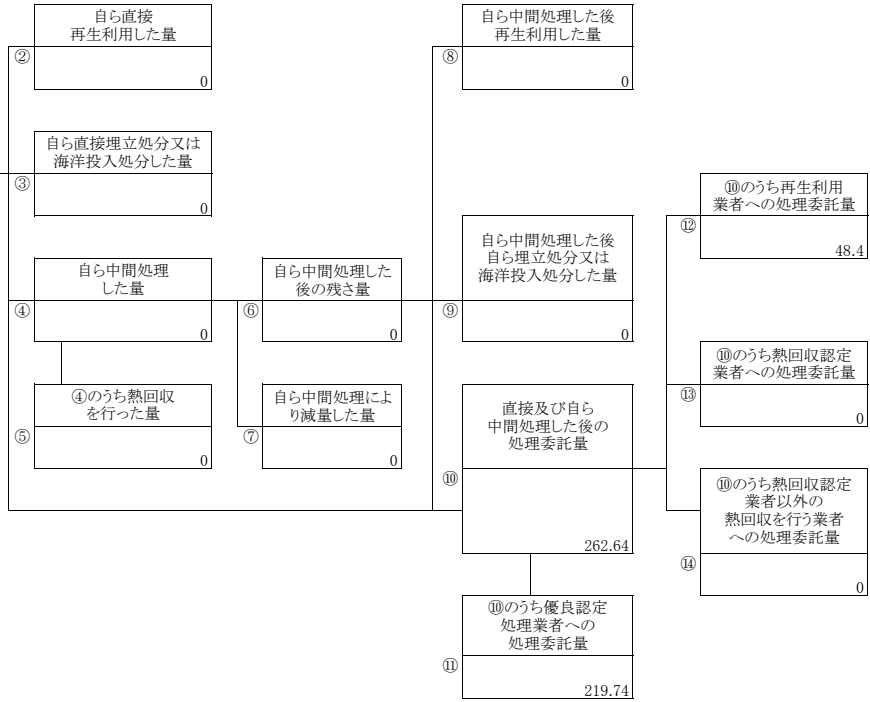 自ら直接
再生利用した量
②
0
自ら直接埋立処分又は
海洋投入処分した量
③
0
自ら中間処理
した量
④
0
④のうち熱回収
を行った量
⑤
0
自ら中間処理した
後の残さ量
⑥
0
自ら中間処理によ
り減量した量
⑦
0
自ら中間処理した後
再生利用した量
⑧
0
自ら中間処理した後
自ら埋立処分又は
海洋投入処分した量
⑨
0
直接及び自ら
中間処理した後の
処理委託量
⑩
262.64
⑩のうち優良認定
処理業者への
処理委託量
⑪
219.74
⑩のうち再生利用
業者への処理委託量
⑫
48.4
⑩のうち熱回収認定
業者への処理委託量
⑬
0
⑩のうち熱回収認定
業者以外の
熱回収を行う業者
への処理委託量
⑭
0